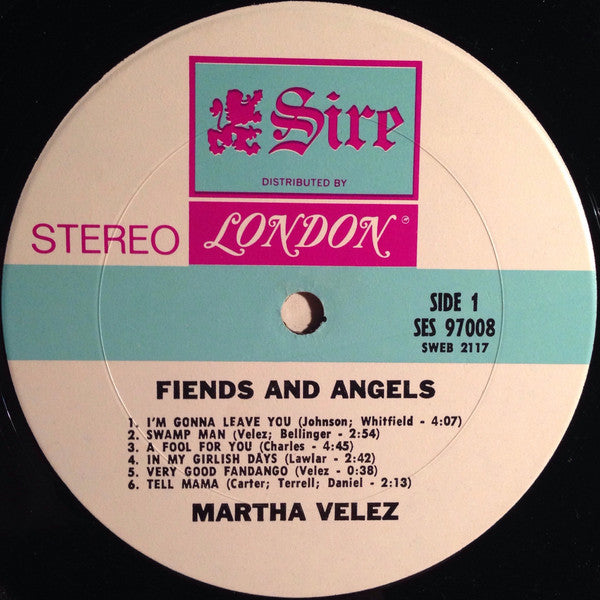 Sire
DISTRIBUTED BY
STEREO LONDON
SIDE 1
SES 97008
SWEB 2117
FIENDS AND ANGELS
1. I'M GONNA LEAVE YOU (Johnson; Whitfield - 4:07)
2. SWAMP MAN (Velez; Bellinger - 2:54)
3. A FOOL FOR YOU (Charles - 4:45)
4. IN MY GIRLISH DAYS (Lawlar - 2:42)
5. VERY GOOD FANDANGO (Velez - 0:38)
6. TELL MAMA (Carter; Terrell; Daniel - 2:13)
MARTHA VELEZ